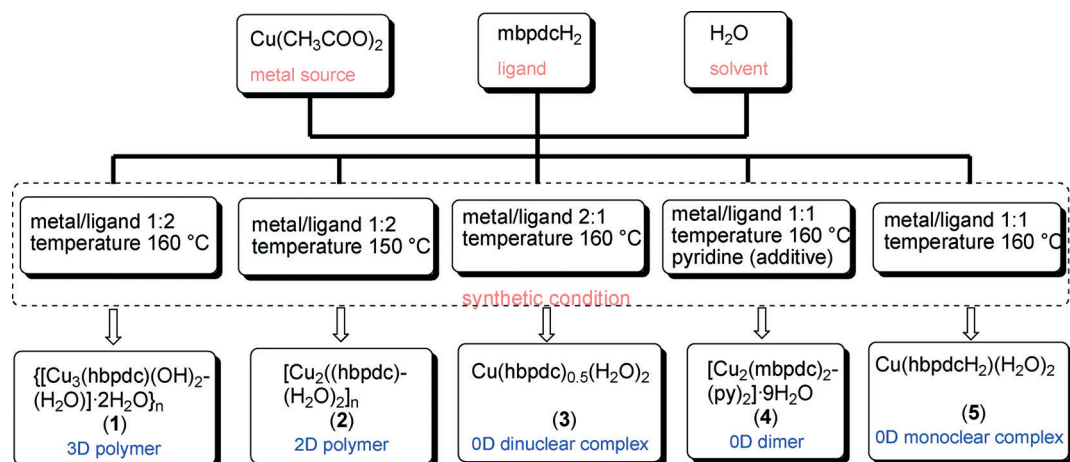 Cu(CH₃COO)₂
metal source
mbpdcH₂
ligand
H₂O
solvent
metal/ligand 1:2
temperature 160 °C
metal/ligand 1:2
temperature 150 °C
metal/ligand 2:1
temperature 160 °C
metal/ligand 1:1
temperature 160 °C
pyridine (additive)
metal/ligand 1:1
temperature 160 °C
synthetic condition
{[Cu₃(hbpdc)(OH)₂-
(H₂O)]·2H₂O}ₙ
(1)
3D polymer
[Cu₂((hbpdc)-
(H₂O)₂]ₙ
(2)
2D polymer
Cu(hbpdc)₀.₅(H₂O)₂
(3)
0D dinuclear complex
[Cu₂(mbpdc)₂-
(py)₂]·9H₂O
(4)
0D dimer
Cu(hbpdcH₂)(H₂O)₂
(5)
0D monoclear complex